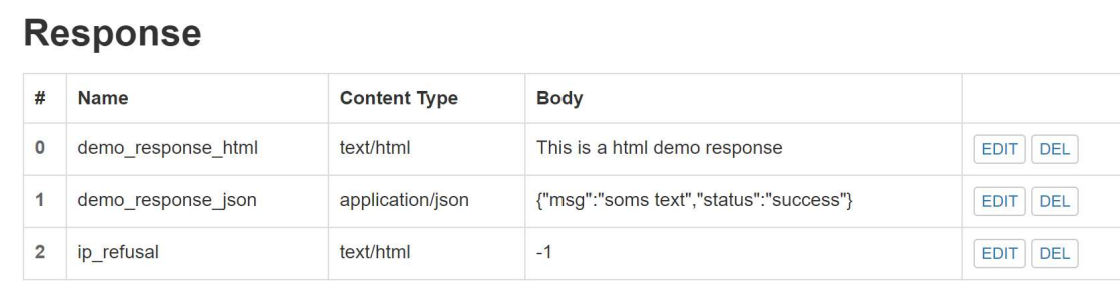 Response
# Name Content Type Body
0 demo_response_html text/html This is a html demo response EDIT DEL
1 demo_response_json application/json {"msg":"soms text","status":"success"} EDIT DEL
2 ip_refusal text/html -1 EDIT DEL